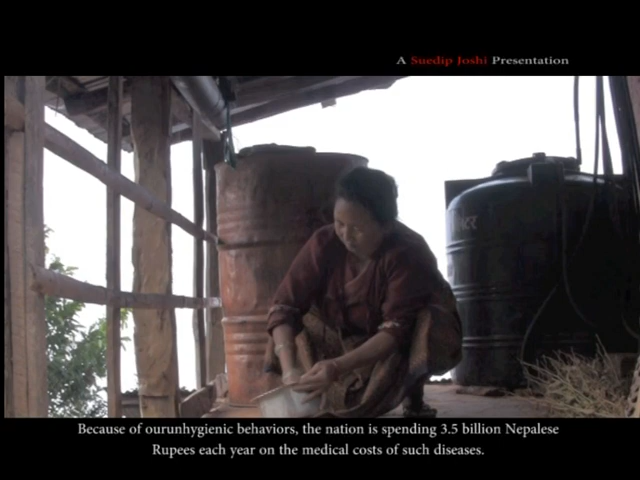 A Suedip Joshi Presentation
Because of ourunhygienic behaviors, the nation is spending 3.5 billion Nepalese
Rupees each year on the medical costs of such diseases.